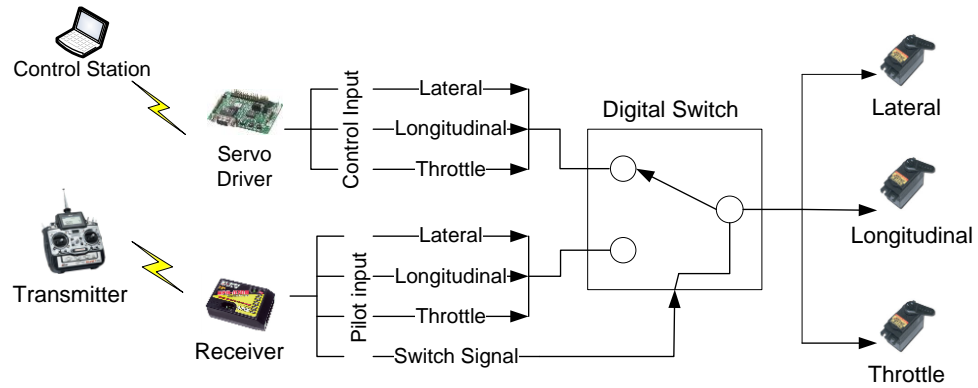 Control Station
Servo
Driver
Control Input
Lateral
Longitudinal
Throttle
Digital Switch
Lateral
Longitudinal
Throttle
Transmitter
Receiver
Pilot input
Lateral
Longitudinal
Throttle
Switch Signal